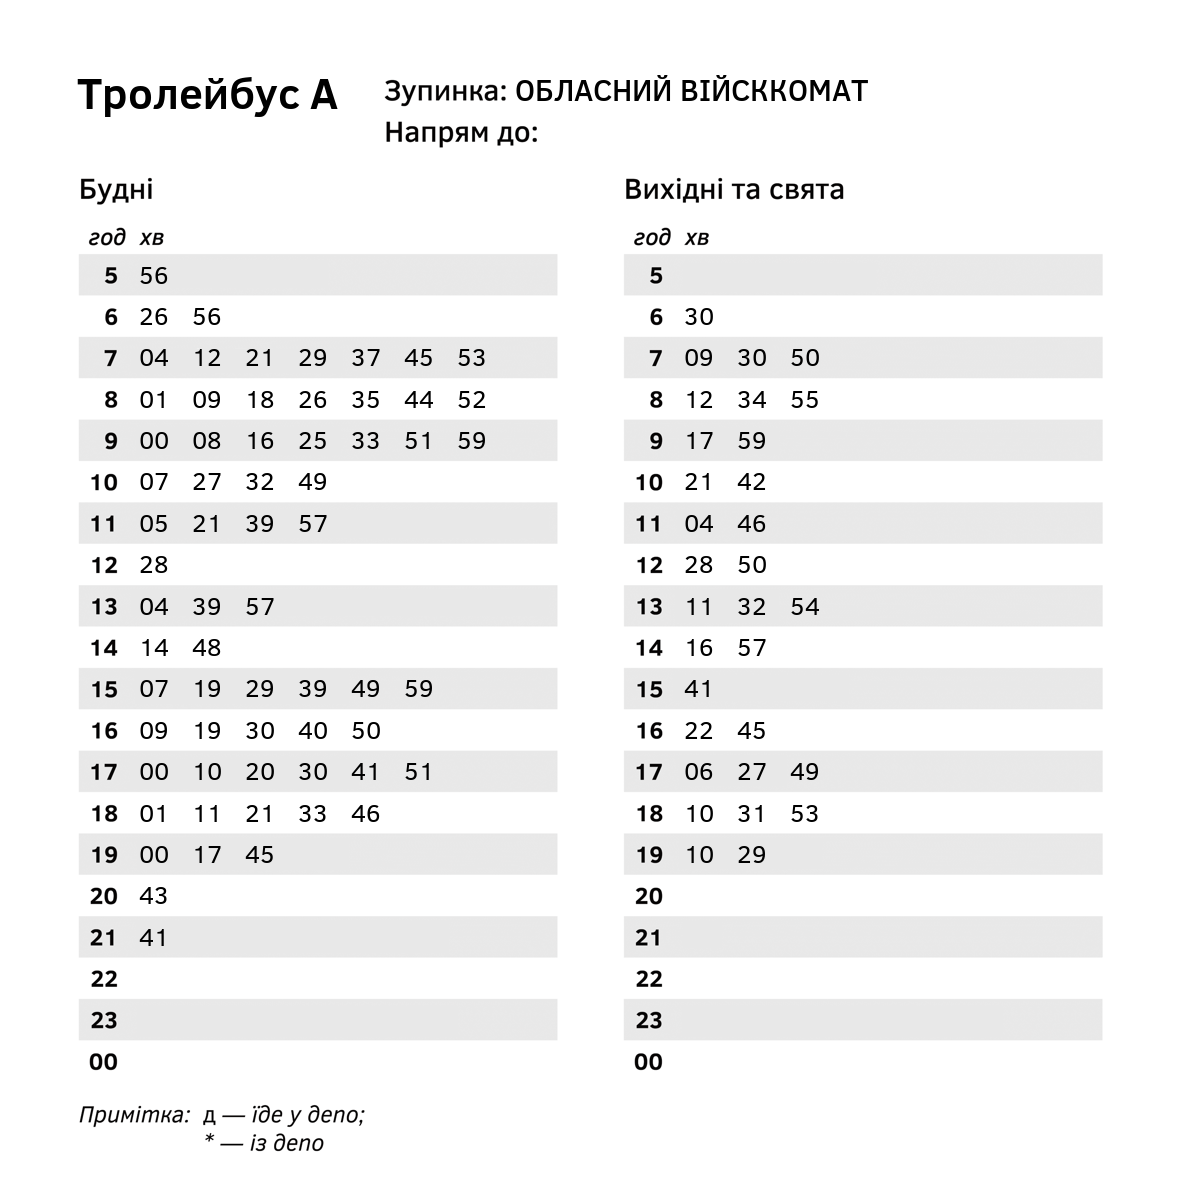 Тролейбус А
Зупинка: ОБЛАСНИЙ ВІЙСККОМАТ
Напрям до:
Будні
год хв
5 56
6 26 56
7 04 12 21 29 37 45 53
8 01 09 18 26 35 44 52
9 00 08 16 25 33 51 59
10 07 27 32 49
11 05 21 39 57
12 28
13 04 39 57
14 14 48
15 07 19 29 39 49 59
16 09 19 30 40 50
17 00 10 20 30 41 51
18 01 11 21 33 46
19 00 17 45
20 43
21 41
22
23
00
Вихідні та свята
год хв
5
6 30
7 09 30 50
8 12 34 55
9 17 59
10 21 42
11 04 46
12 28 50
13 11 32 54
14 16 57
15 41
16 22 45
17 06 27 49
18 10 31 53
19 10 29
20
21
22
23
00
Примітка: д — їде у депо;
* — із депо